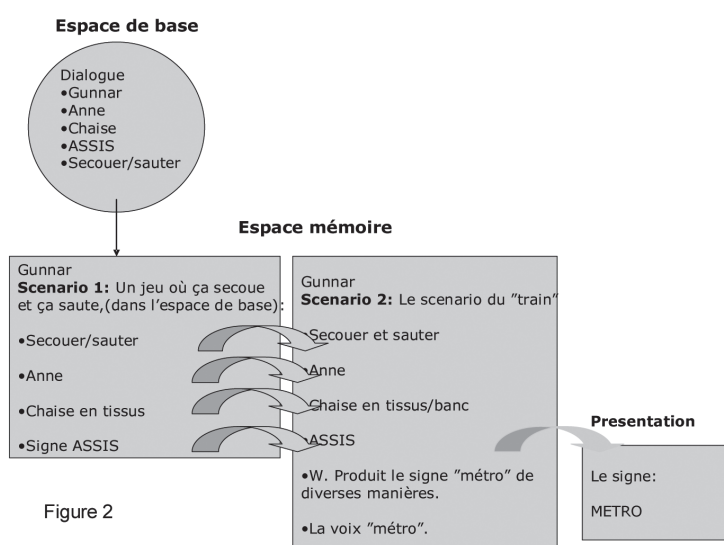 Espace de base
Dialogue
•Gunnar
•Anne
•Chaise
•ASSIS
•Secouer/sauter
Espace mémoire
Gunnar
Scenario 1: Un jeu où ça secoue
et ça saute,(dans l'espace de base):
•Secouer/sauter
•Anne
•Chaise en tissus
•Signe ASSIS
Gunnar
Scenario 2: Le scenario du "train"
•Secouer et sauter
•Anne
•Chaise en tissus/banc
•ASSIS
•W. Produit le signe "métro" de
diverses manières.
•La voix "métro".
Presentation
Le signe:
METRO
Figure 2